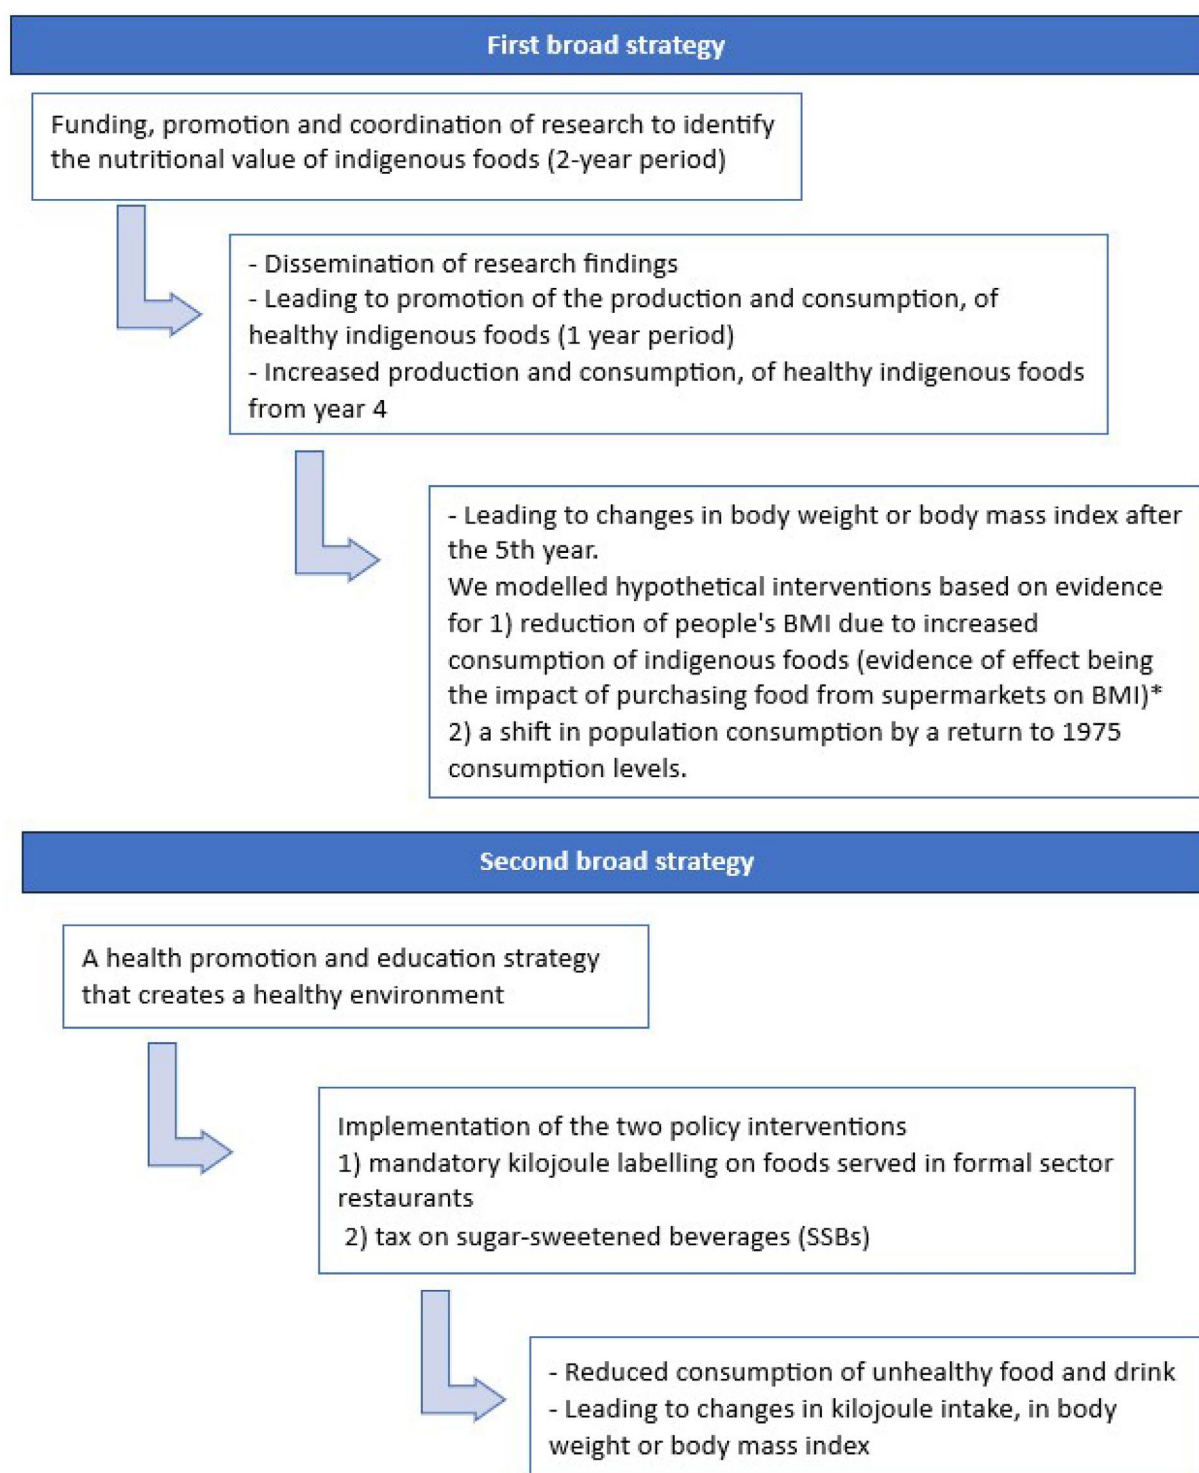 First broad strategy
Funding, promotion and coordination of research to identify
the nutritional value of indigenous foods (2-year period)
- Dissemination of research findings
- Leading to promotion of the production and consumption, of
healthy indigenous foods (1 year period)
- Increased production and consumption, of healthy indigenous foods
from year 4
- Leading to changes in body weight or body mass index after
the 5th year.
We modelled hypothetical interventions based on evidence
for 1) reduction of people's BMI due to increased
consumption of indigenous foods (evidence of effect being
the impact of purchasing food from supermarkets on BMI)*
2) a shift in population consumption by a return to 1975
consumption levels.
Second broad strategy
A health promotion and education strategy
that creates a healthy environment
Implementation of the two policy interventions
1) mandatory kilojoule labelling on foods served in formal sector
restaurants
2) tax on sugar-sweetened beverages (SSBs)
- Reduced consumption of unhealthy food and drink
- Leading to changes in kilojoule intake, in body
weight or body mass index